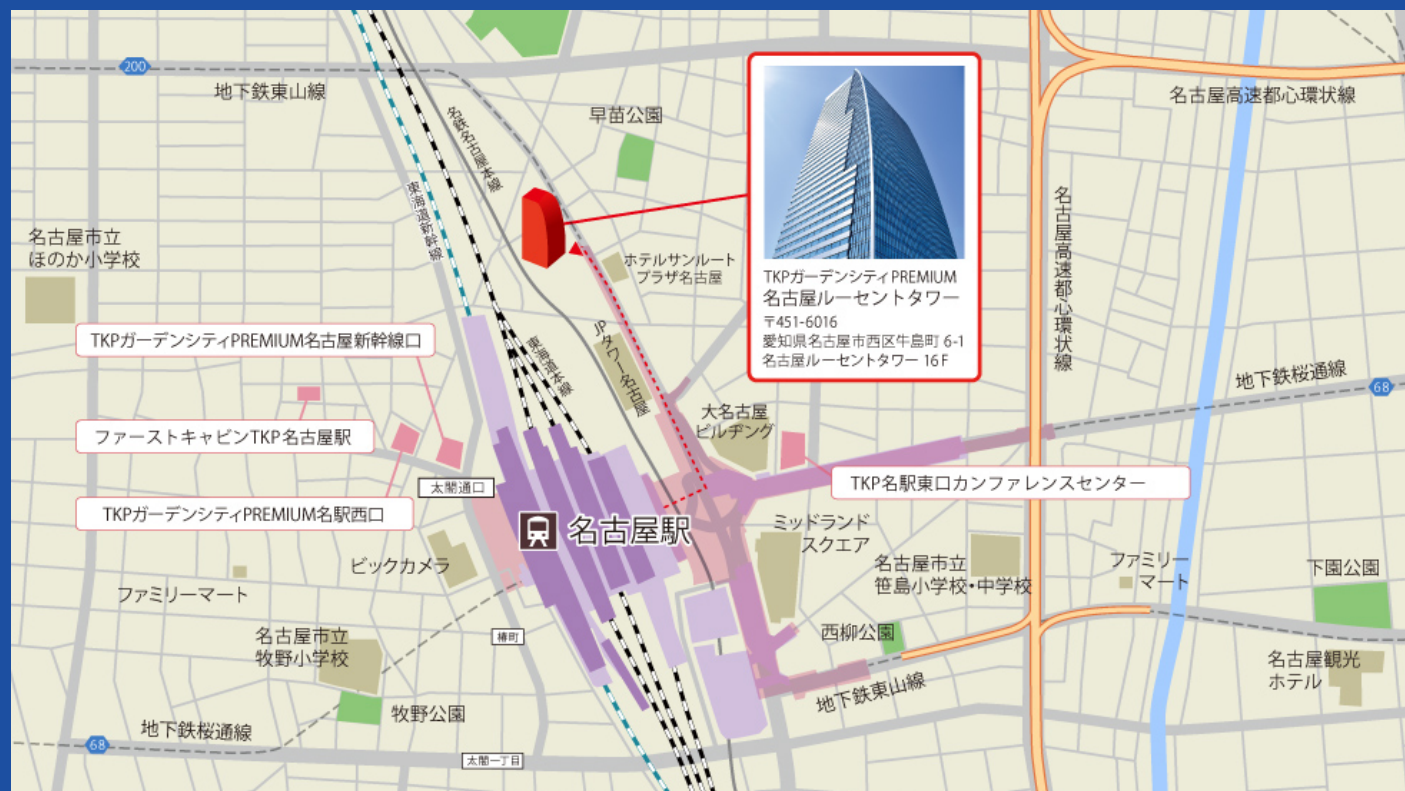 200
地下鉄東山線
名鉄名古屋本線
早苗公園
名古屋高速都心環状線
東海道新幹線
名古屋高速都心環状線
名古屋市立
ほのか小学校
ホテルサンルート
プラザ名古屋
TKPガーデンシティPREMIUM
名古屋ルーセントタワー
〒451-6016
愛知県名古屋市西区牛島町 6-1
名古屋ルーセントタワー 16F
TKPガーデンシティPREMIUM名古屋新幹線口
東海道本線
JPタワー名古屋
地下鉄桜通線
68
ファーストキャビンTKP名古屋駅
大名古屋
ビルヂング
太閤通口
TKP名駅東口カンファレンスセンター
TKPガーデンシティPREMIUM名駅西口
名古屋駅
ミッドランド
スクエア
ビックカメラ
名古屋市立
笹島小学校・中学校
ファミリー
マート
下園公園
ファミリーマート
椿町
名古屋市立
牧野小学校
西柳公園
名古屋観光
ホテル
地下鉄東山線
牧野公園
地下鉄桜通線
68
太閤一丁目